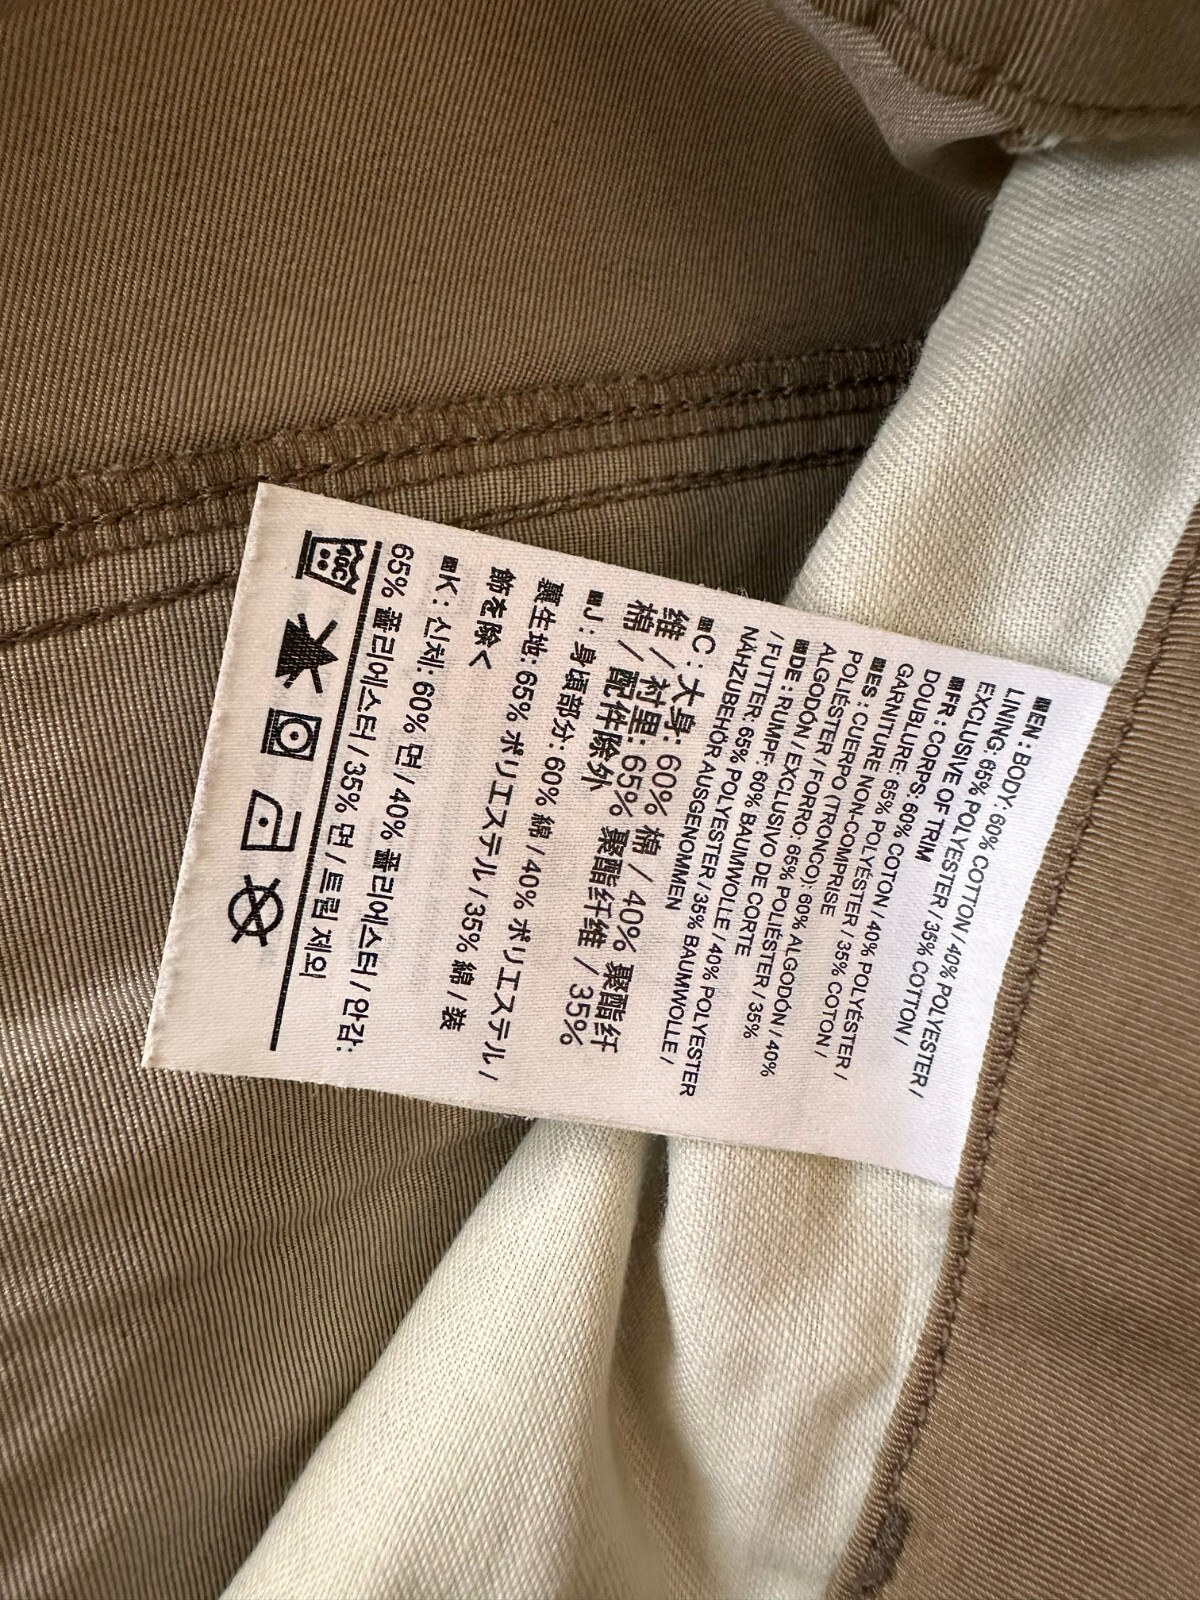 ■EN : BODY: 60% COTTON / 40% POLYESTER /
LINING: 65% POLYESTER / 35% COTTON /
EXCLUSIVE OF TRIM
■FR : CORPS: 60% COTON / 40% POLYÉSTER /
DOUBLURE: 65% POLYÉSTER / 35% COTON /
GARNITURE NON-COMPRISE
■ES : CUERPO (TRONCO): 60% ALGODÓN / 40%
POLIÉSTER / FORRO: 65% POLIÉSTER / 35%
ALGODÓN / EXCLUSIVO DE CORTE
■DE : RUMPF: 60% BAUMWOLLE / 40% POLYESTER
/ FUTTER: 65% POLYESTER / 35% BAUMWOLLE /
NÄHZUBEHÖR AUSGENOMMEN
■C : 大身: 60% 棉 / 40% 聚酯纤
维 / 衬里: 65% 聚酯纤维 / 35%
棉 / 配件除外
■J : 身頃部分: 60% 綿 / 40% ポリエステル /
裏生地: 65% ポリエステル / 35% 綿 / 装
飾を除く
■K : 신체: 60% 면 / 40% 폴리에스터 / 안감:
65% 폴리에스터 / 35% 면 / 트림 제외
40C